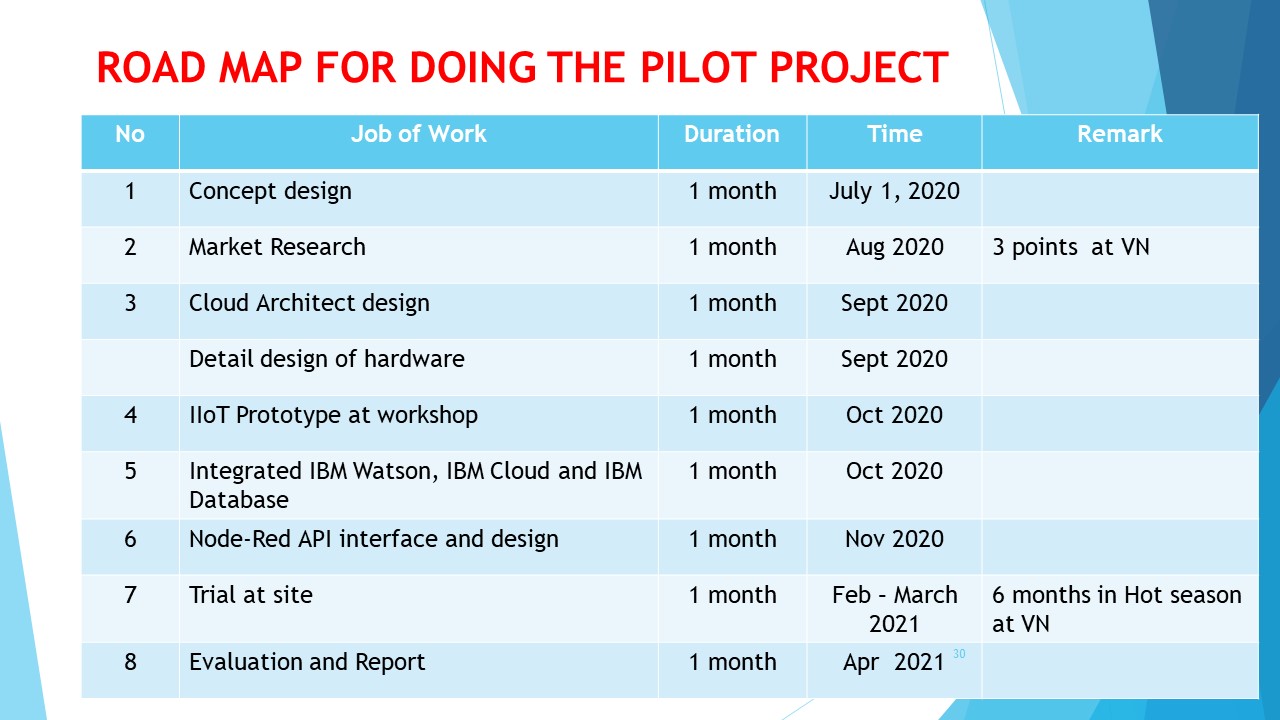 ROAD MAP FOR DOING THE PILOT PROJECT
No Job of Work Duration Time Remark
1 Concept design 1 month July 1, 2020
2 Market Research 1 month Aug 2020 3 points at VN
3 Cloud Architect design 1 month Sept 2020
Detail design of hardware 1 month Sept 2020
4 IIoT Prototype at workshop 1 month Oct 2020
5 Integrated IBM Watson, IBM Cloud and IBM 1 month Oct 2020
Database
6 Node-Red API interface and design 1 month Nov 2020
7 Trial at site 1 month Feb – March 6 months in Hot season
2021 at VN
8 Evaluation and Report 1 month Apr 2021 30